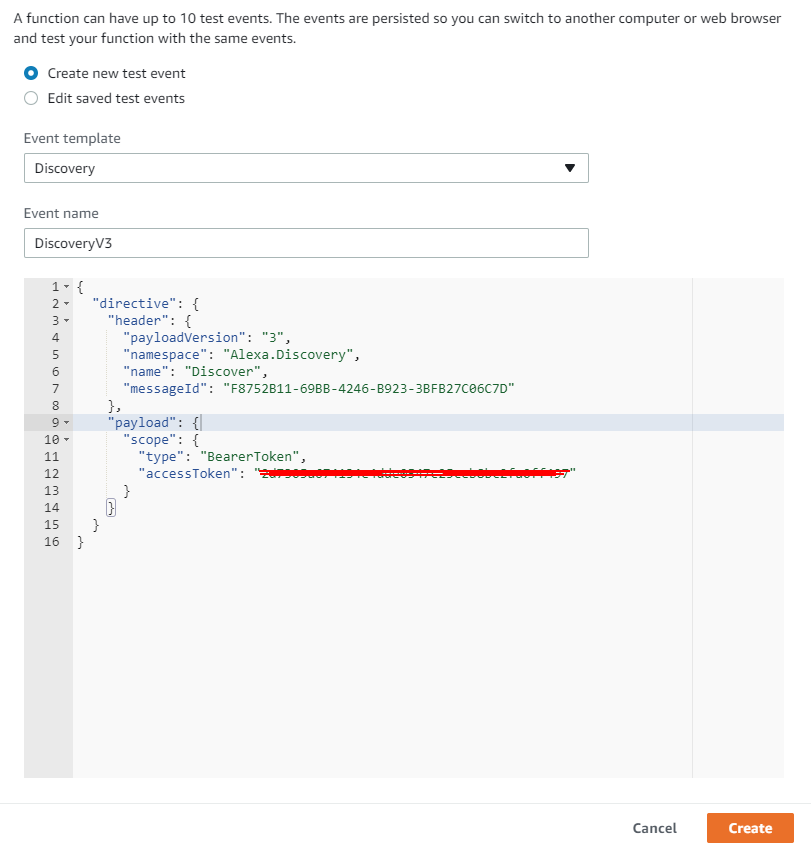 A function can have up to 10 test events. The events are persisted so you can switch to another computer or web browser
and test your function with the same events.
Create new test event
Edit saved test events
Event template
Discovery
Event name
DiscoveryV3
1 {
2 "directive": {
3 "header": {
4 "payloadVersion": "3",
5 "namespace": "Alexa.Discovery",
6 "name": "Discover",
7 "messageId": "F8752B11-69BB-4246-B923-3BFB27C06C7D"
8 },
9 "payload": {
10 "scope": {
11 "type": "BearerToken",
12 "accessToken": " "
13 }
14 }
15 }
16 }
Cancel
Create